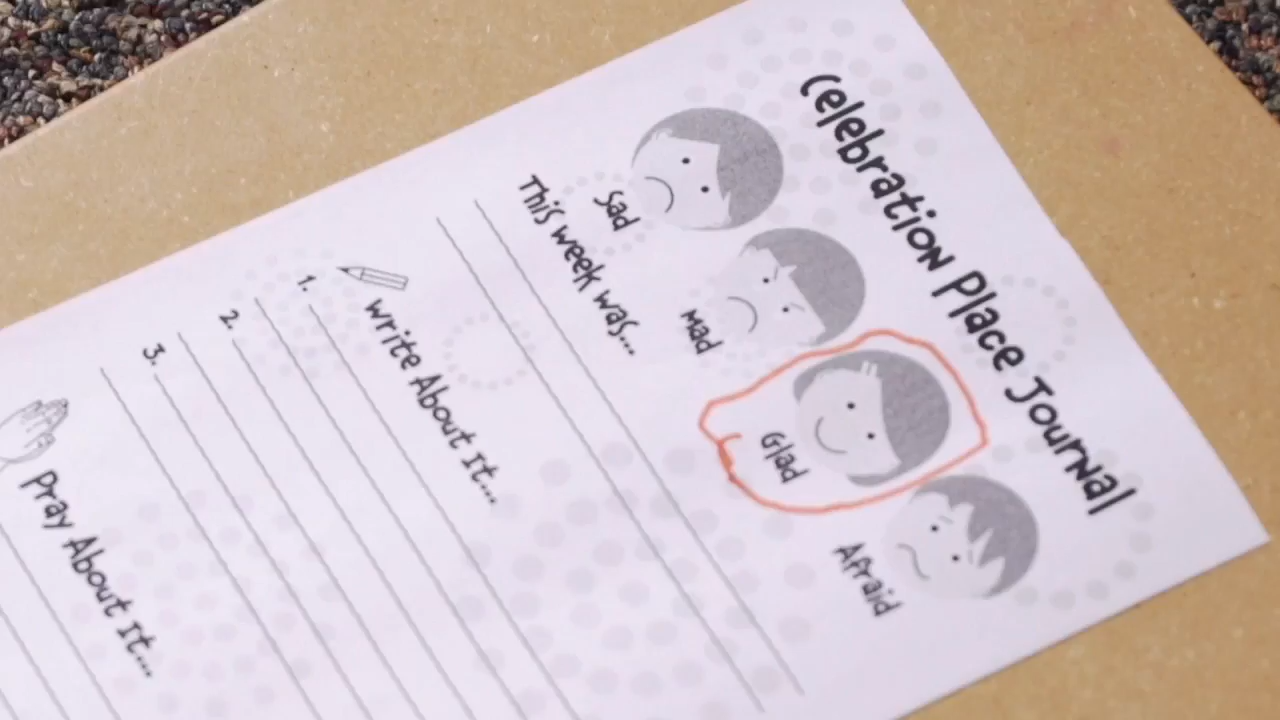 Celebration Place Journal
Sad
Mad
Glad
Afraid
This week was...
Write About It...
1.
2.
3.
Pray About It...